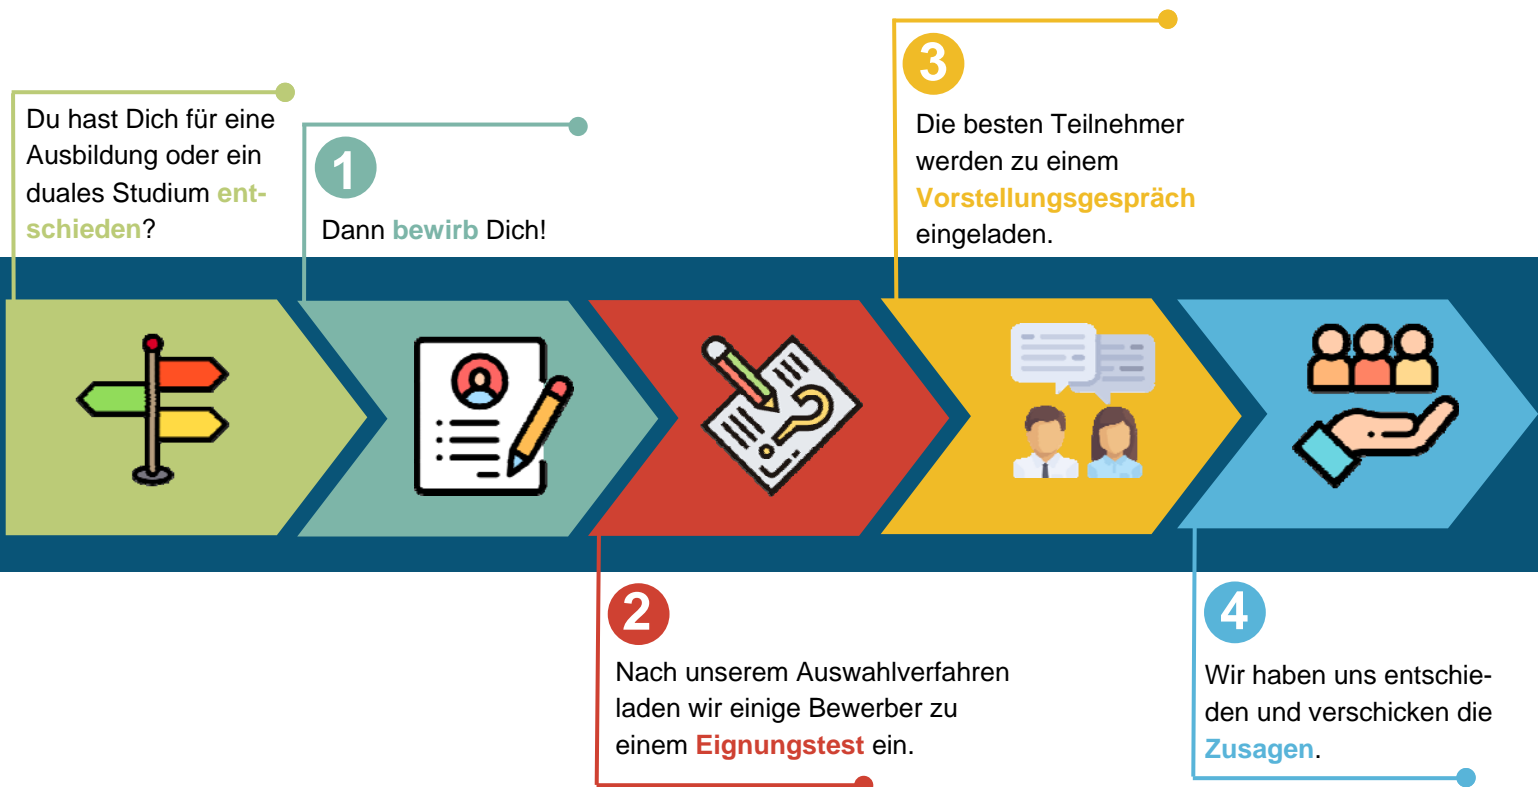 Du hast Dich für eine
Ausbildung oder ein
duales Studium ent-
schieden?
1
Dann bewirb Dich!
2
Nach unserem Auswahlverfahren
laden wir einige Bewerber zu
einem Eignungstest ein.
3
Die besten Teilnehmer
werden zu einem
Vorstellungsgespräch
eingeladen.
4
Wir haben uns entschie-
den und verschicken die
Zusagen.